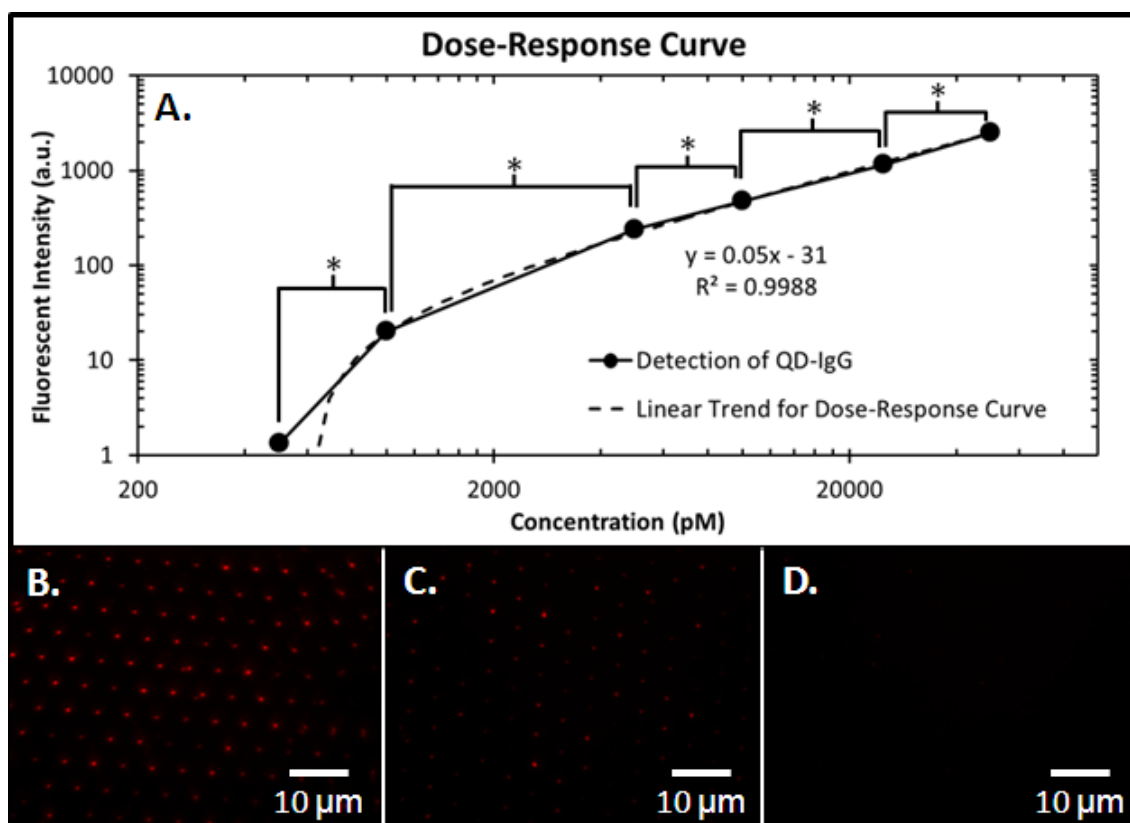 Dose-Response Curve
A.
Fluorescent Intensity (a.u.)
10000
1000
100
10
1
*
*
*
*
*
y = 0.05x - 31
R² = 0.9988
Detection of QD-IgG
Linear Trend for Dose-Response Curve
200 2000 20000
Concentration (pM)
B. C. D.
10 µm 10 µm 10 µm